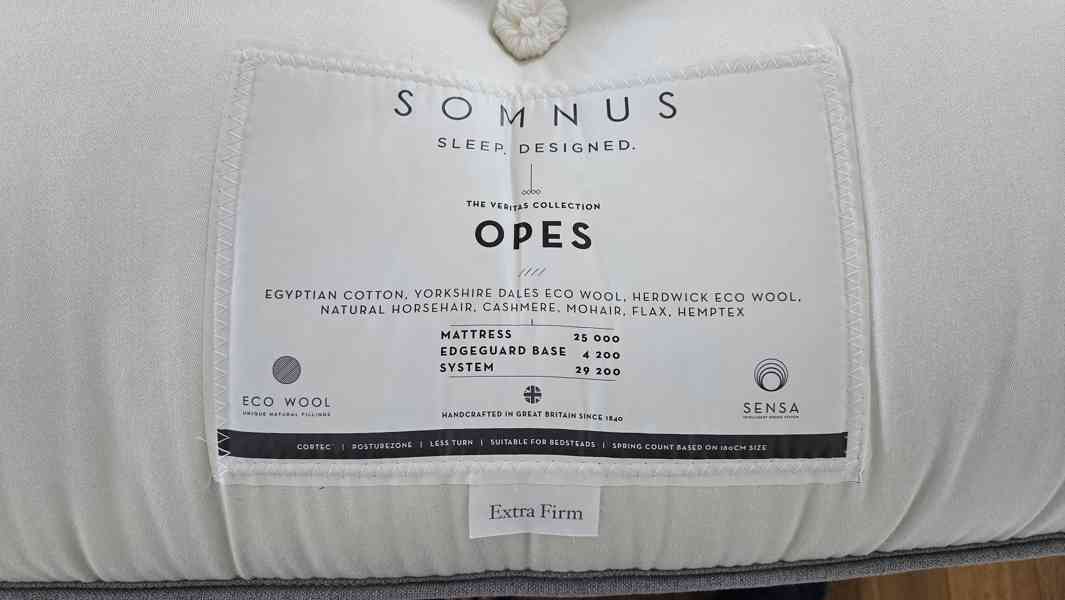 SOMNUS
SLEEP. DESIGNED.
THE VERITAS COLLECTION
OPES
////
EGYPTIAN COTTON, YORKSHIRE DALES ECO WOOL, HERDWICK ECO WOOL,
NATURAL HORSEHAIR, CASHMERE, MOHAIR, FLAX, HEMPTEX
MATTRESS 25 000
EDGEGUARD BASE 4 200
SYSTEM 29 200
ECO WOOL
UNIQUE NATURAL FILLINGS
HANDCRAFTED IN GREAT BRITAIN SINCE 1840
SENSA
INTELLIGENT SPRING SYSTEM
CORTEC | POSTUREZONE | LESS TURN | SUITABLE FOR BEDSTEADS | SPRING COUNT BASED ON 180CM SIZE
Extra Firm